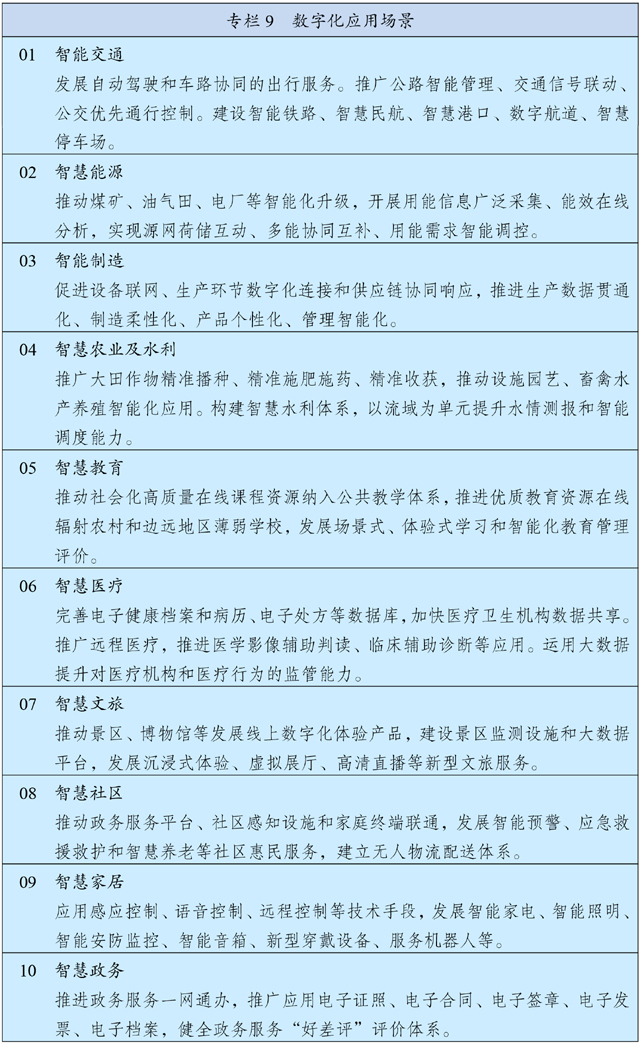 专栏9 数字化应用场景
01 智能交通
发展自动驾驶和车路协同的出行服务。推广公路智能管理、交通信号联动、
公交优先通行控制。建设智能铁路、智慧民航、智慧港口、数字航道、智慧
停车场。
02 智慧能源
推动煤矿、油气田、电厂等智能化升级，开展用能信息广泛采集、能效在线
分析，实现源网荷储互动、多能协同互补、用能需求智能调控。
03 智能制造
促进设备联网、生产环节数字化连接和供应链协同响应，推进生产数据贯通
化、制造柔性化、产品个性化、管理智能化。
04 智慧农业及水利
推广大田作物精准播种、精准施肥施药、精准收获，推动设施园艺、畜禽水
产养殖智能化应用。构建智慧水利体系，以流域为单元提升水情测报和智能
调度能力。
05 智慧教育
推动社会化高质量在线课程资源纳入公共教学体系，推进优质教育资源在线
辐射农村和边远地区薄弱学校，发展场景式、体验式学习和智能化教育管理
评价。
06 智慧医疗
完善电子健康档案和病历、电子处方等数据库，加快医疗卫生机构数据共享。
推广远程医疗，推进医学影像辅助判读、临床辅助诊断等应用。运用大数据
提升对医疗机构和医疗行为的监管能力。
07 智慧文旅
推动景区、博物馆等发展线上数字化体验产品，建设景区监测设施和大数据
平台，发展沉浸式体验、虚拟展厅、高清直播等新型文旅服务。
08 智慧社区
推动政务服务平台、社区感知设施和家庭终端联通，发展智能预警、应急救
援救护和智慧养老等社区惠民服务，建立无人物流配送体系。
09 智慧家居
应用感应控制、语音控制、远程控制等技术手段，发展智能家电、智能照明、
智能安防监控、智能音箱、新型穿戴设备、服务机器人等。
10 智慧政务
推进政务服务一网通办，推广应用电子证照、电子合同、电子签章、电子发
票、电子档案，健全政务服务“好差评”评价体系。